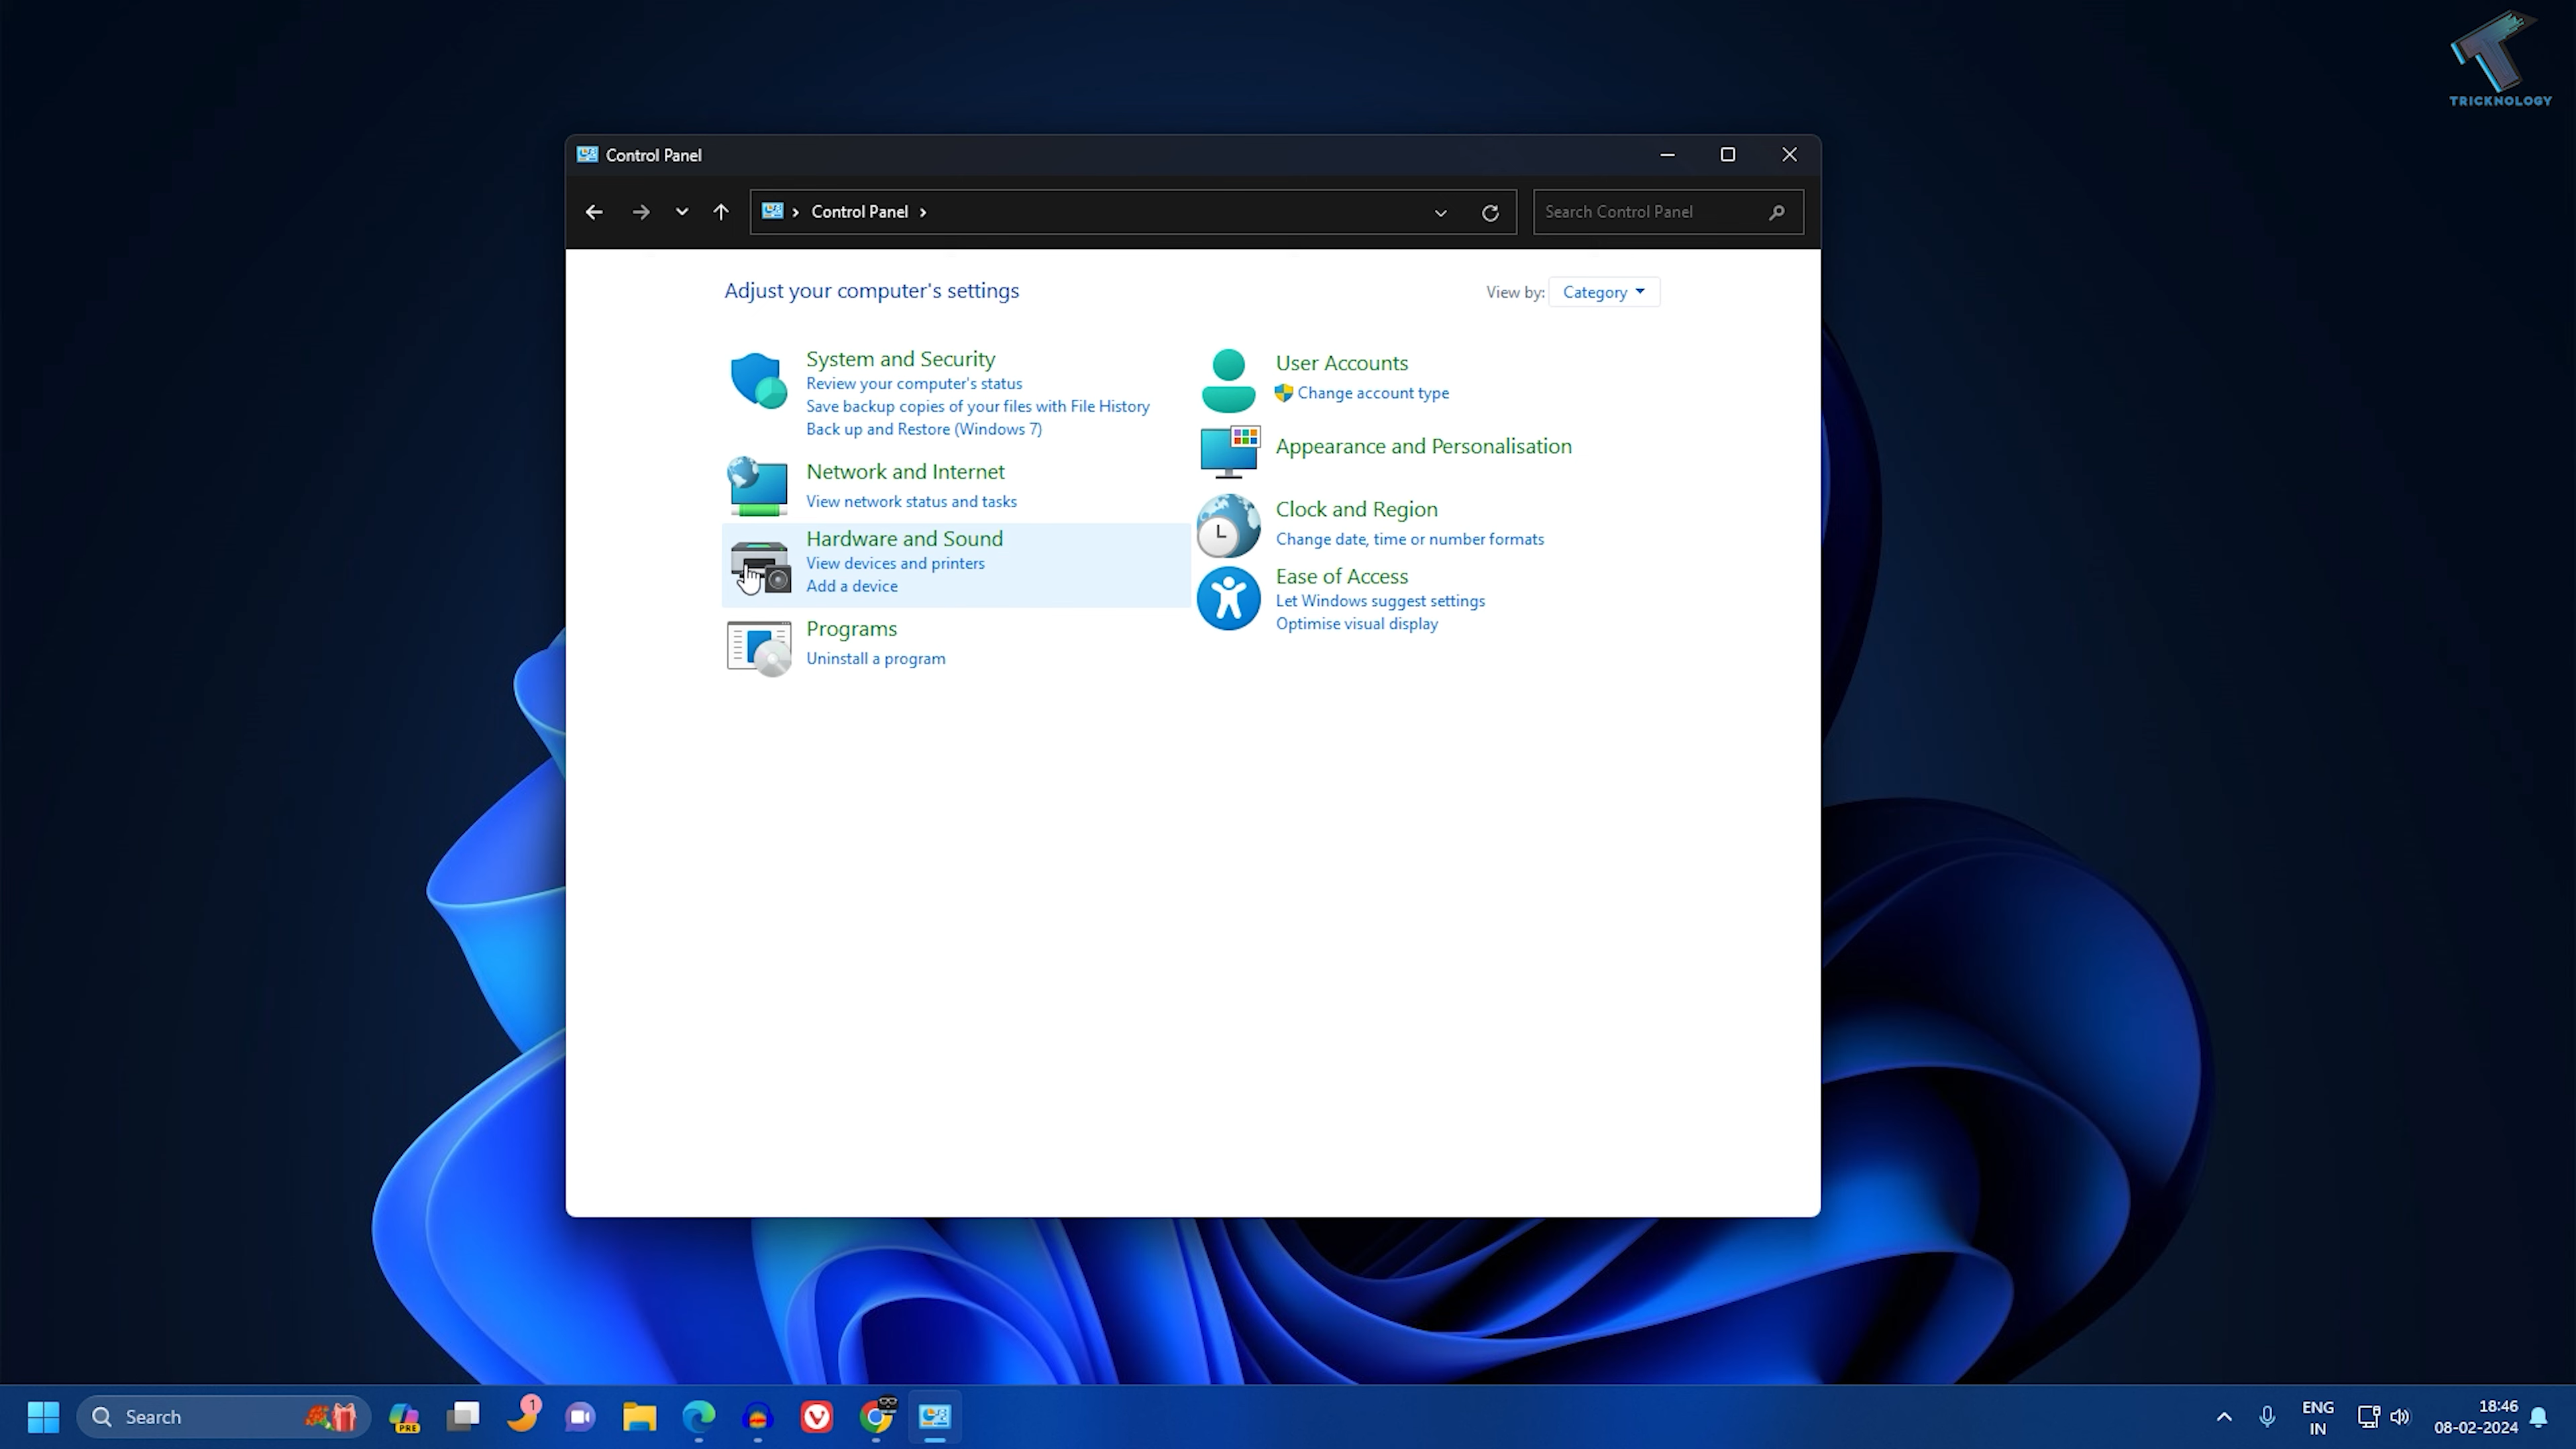 TRICKNOLOGY
Control Panel
Control Panel
Search Control Panel
Adjust your computer's settings
View by: Category
System and Security
Review your computer's status
Save backup copies of your files with File History
Back up and Restore (Windows 7)
Network and Internet
View network status and tasks
Hardware and Sound
View devices and printers
Add a device
Programs
Uninstall a program
User Accounts
Change account type
Appearance and Personalisation
Clock and Region
Change date, time or number formats
Ease of Access
Let Windows suggest settings
Optimise visual display
Search
PRE
1
ENG
IN
18:46
08-02-2024